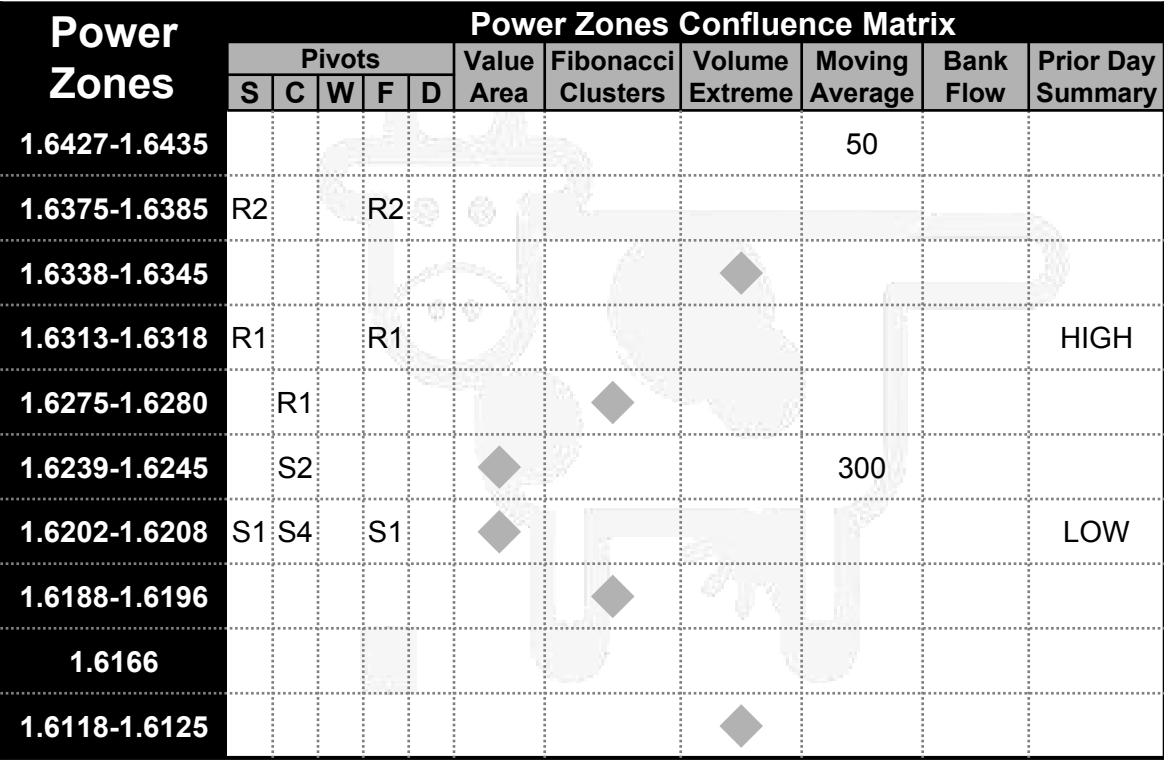 Power Zones
Power Zones Confluence Matrix
Pivots
Value Area
Fibonacci Clusters
Volume Extreme
Moving Average
Bank Flow
Prior Day Summary
S C W F D
1.6427-1.6435 50
1.6375-1.6385 R2 R2
1.6338-1.6345
1.6313-1.6318 R1 R1 HIGH
1.6275-1.6280 R1
1.6239-1.6245 S2 300
1.6202-1.6208 S1 S4 S1 LOW
1.6188-1.6196
1.6166
1.6118-1.6125